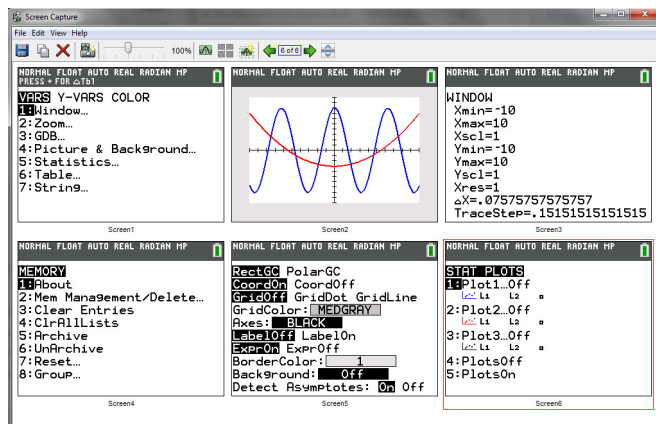 Screen Capture
File Edit View Help
100% 6 of 6
NORMAL FLOAT AUTO REAL RADIAN MP
PRESS + FOR △Tbl
VARS Y-VARS COLOR
1:Window…
2:Zoom…
3:GDB…
4:Picture & Background…
5:Statistics…
6:Table…
7:String…
Screen1
NORMAL FLOAT AUTO REAL RADIAN MP
Screen2
NORMAL FLOAT AUTO REAL RADIAN MP
WINDOW
Xmin=-10
Xmax=10
Xscl=1
Ymin=-10
Ymax=10
Yscl=1
Xres=1
△X=.07575757575757
TraceStep=.15151515151515
Screen3
NORMAL FLOAT AUTO REAL RADIAN MP
MEMORY
1:About
2:Mem Management/Delete…
3:Clear Entries
4:ClrAllLists
5:Archive
6:UnArchive
7:Reset…
8:Group…
Screen4
NORMAL FLOAT AUTO REAL RADIAN MP
RectGC PolarGC
CoordOn CoordOff
GridOff GridDot GridLine
GridColor: MEDGRAY
Axes: BLACK
LabelOff LabelOn
ExprOn ExprOff
BorderColor: 1
Background: Off
Detect Asymptotes: On Off
Screen5
NORMAL FLOAT AUTO REAL RADIAN MP
STAT PLOTS
1:Plot1…Off
L1 L2
2:Plot2…Off
L1 L2
3:Plot3…Off
L1 L2
4:PlotsOff
5:PlotsOn
Screen6